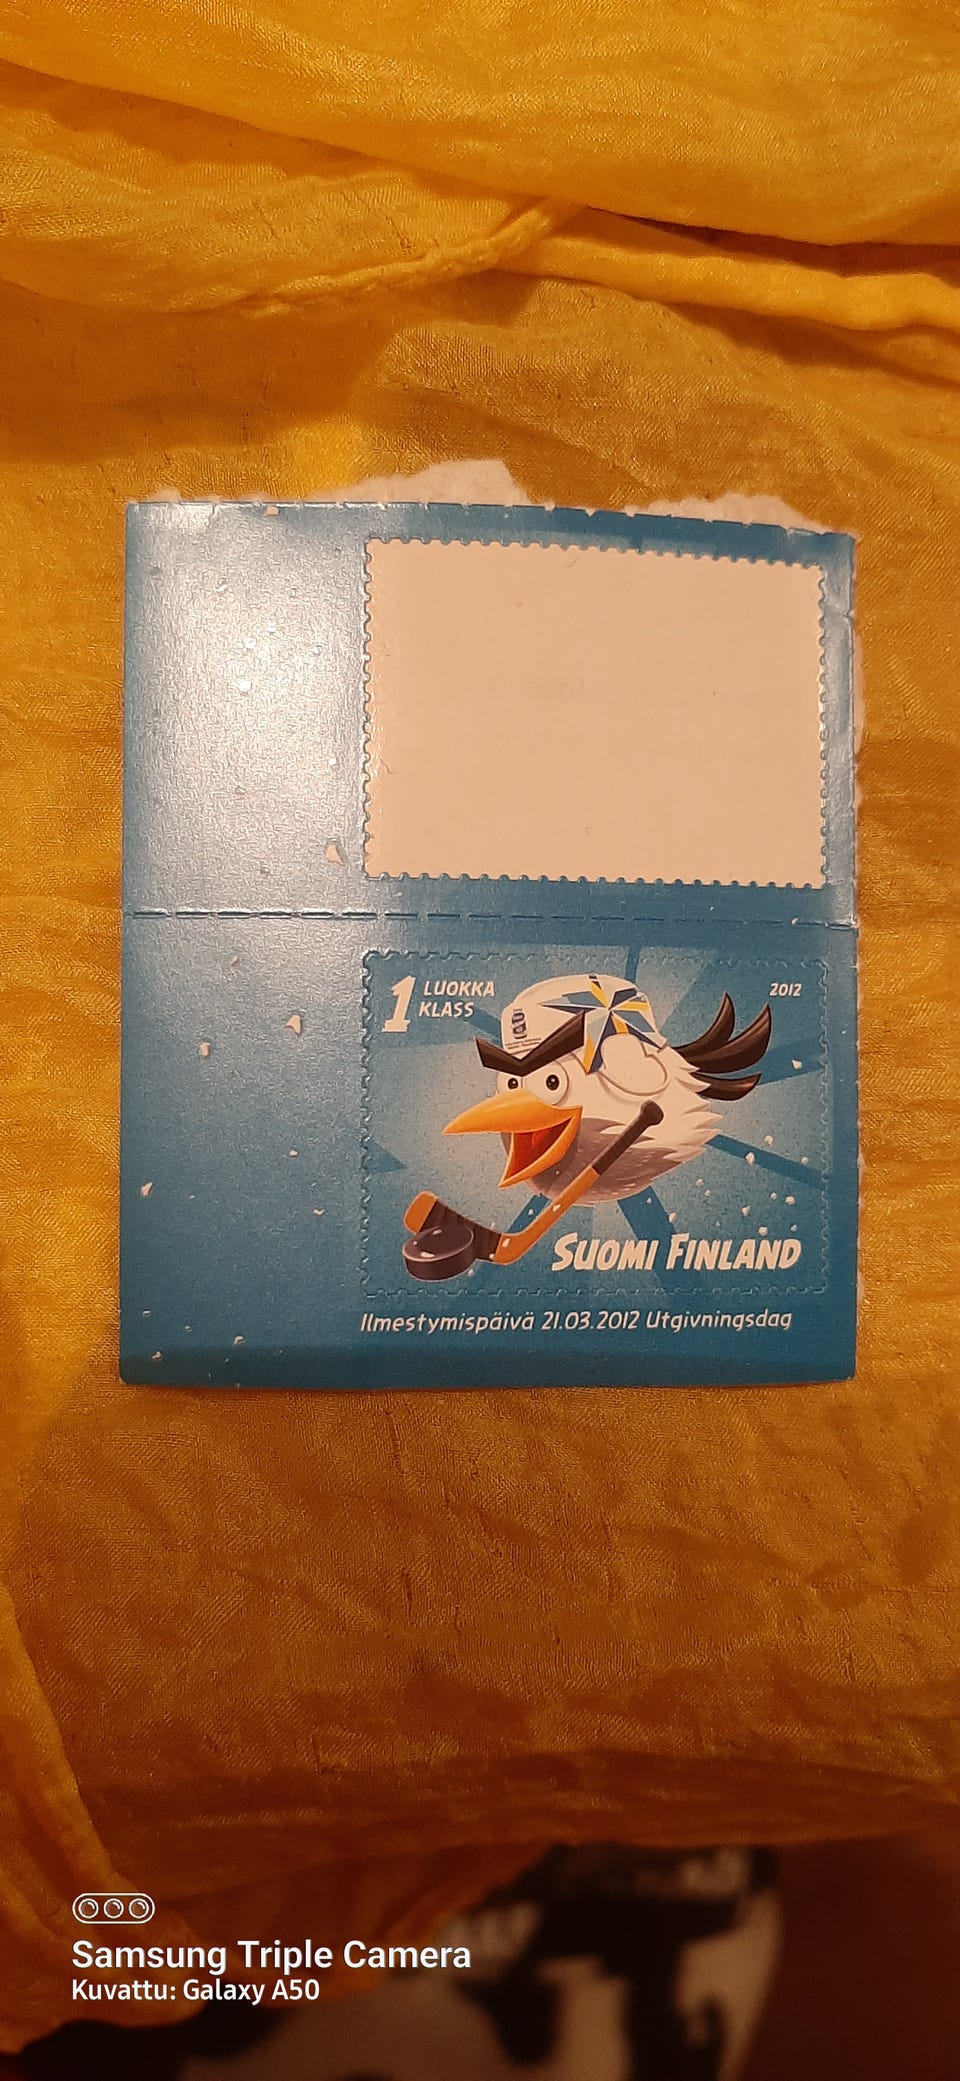 1 LUOKKA
KLASS
2012
SUOMI FINLAND
Ilmestymispäivä 21.03.2012 Utgivningsdag
Samsung Triple Camera
Kuvattu: Galaxy A50